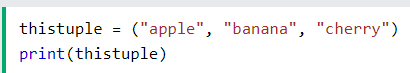 thistuple = ("apple", "banana", "cherry")
print(thistuple)